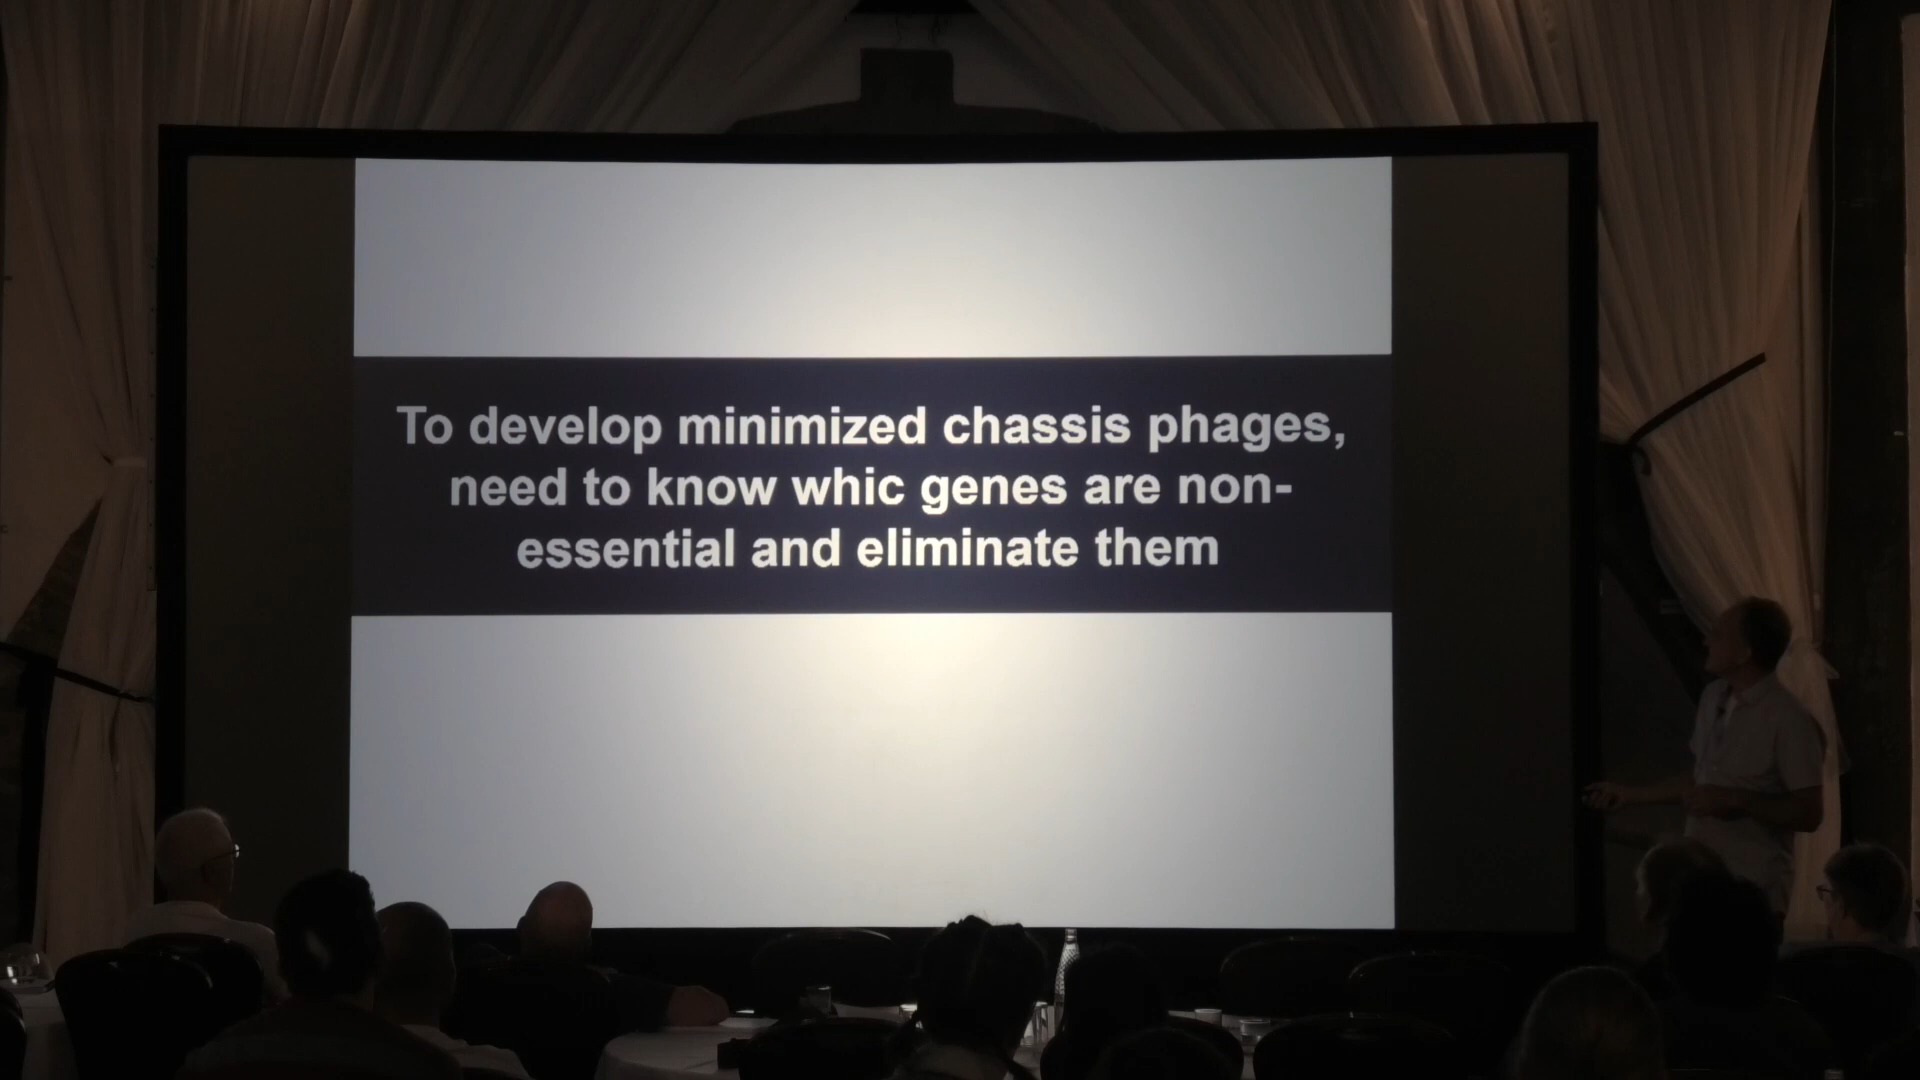 To develop minimized chassis phages,
need to know whic genes are non-
essential and eliminate them